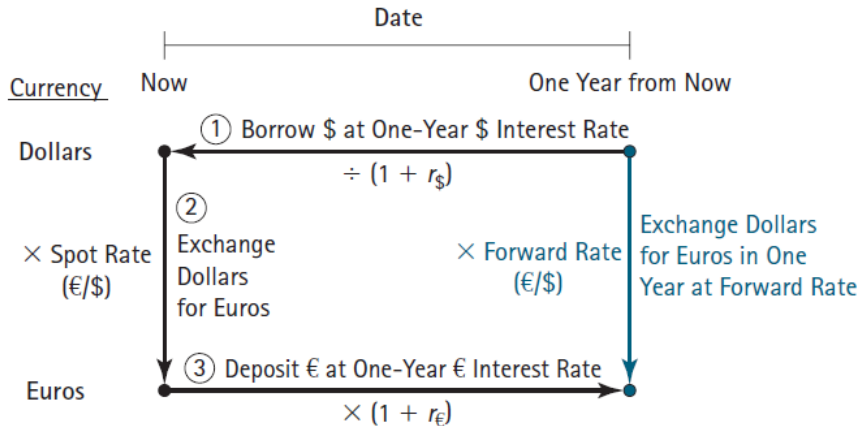 Date
Currency
Now
One Year from Now
① Borrow $ at One-Year $ Interest Rate
Dollars
÷ (1 + r$)
②
× Spot Rate
(€/$)
Exchange
Dollars
for Euros
× Forward Rate
(€/$)
Exchange Dollars
for Euros in One
Year at Forward Rate
③ Deposit € at One-Year € Interest Rate
Euros
× (1 + r€)